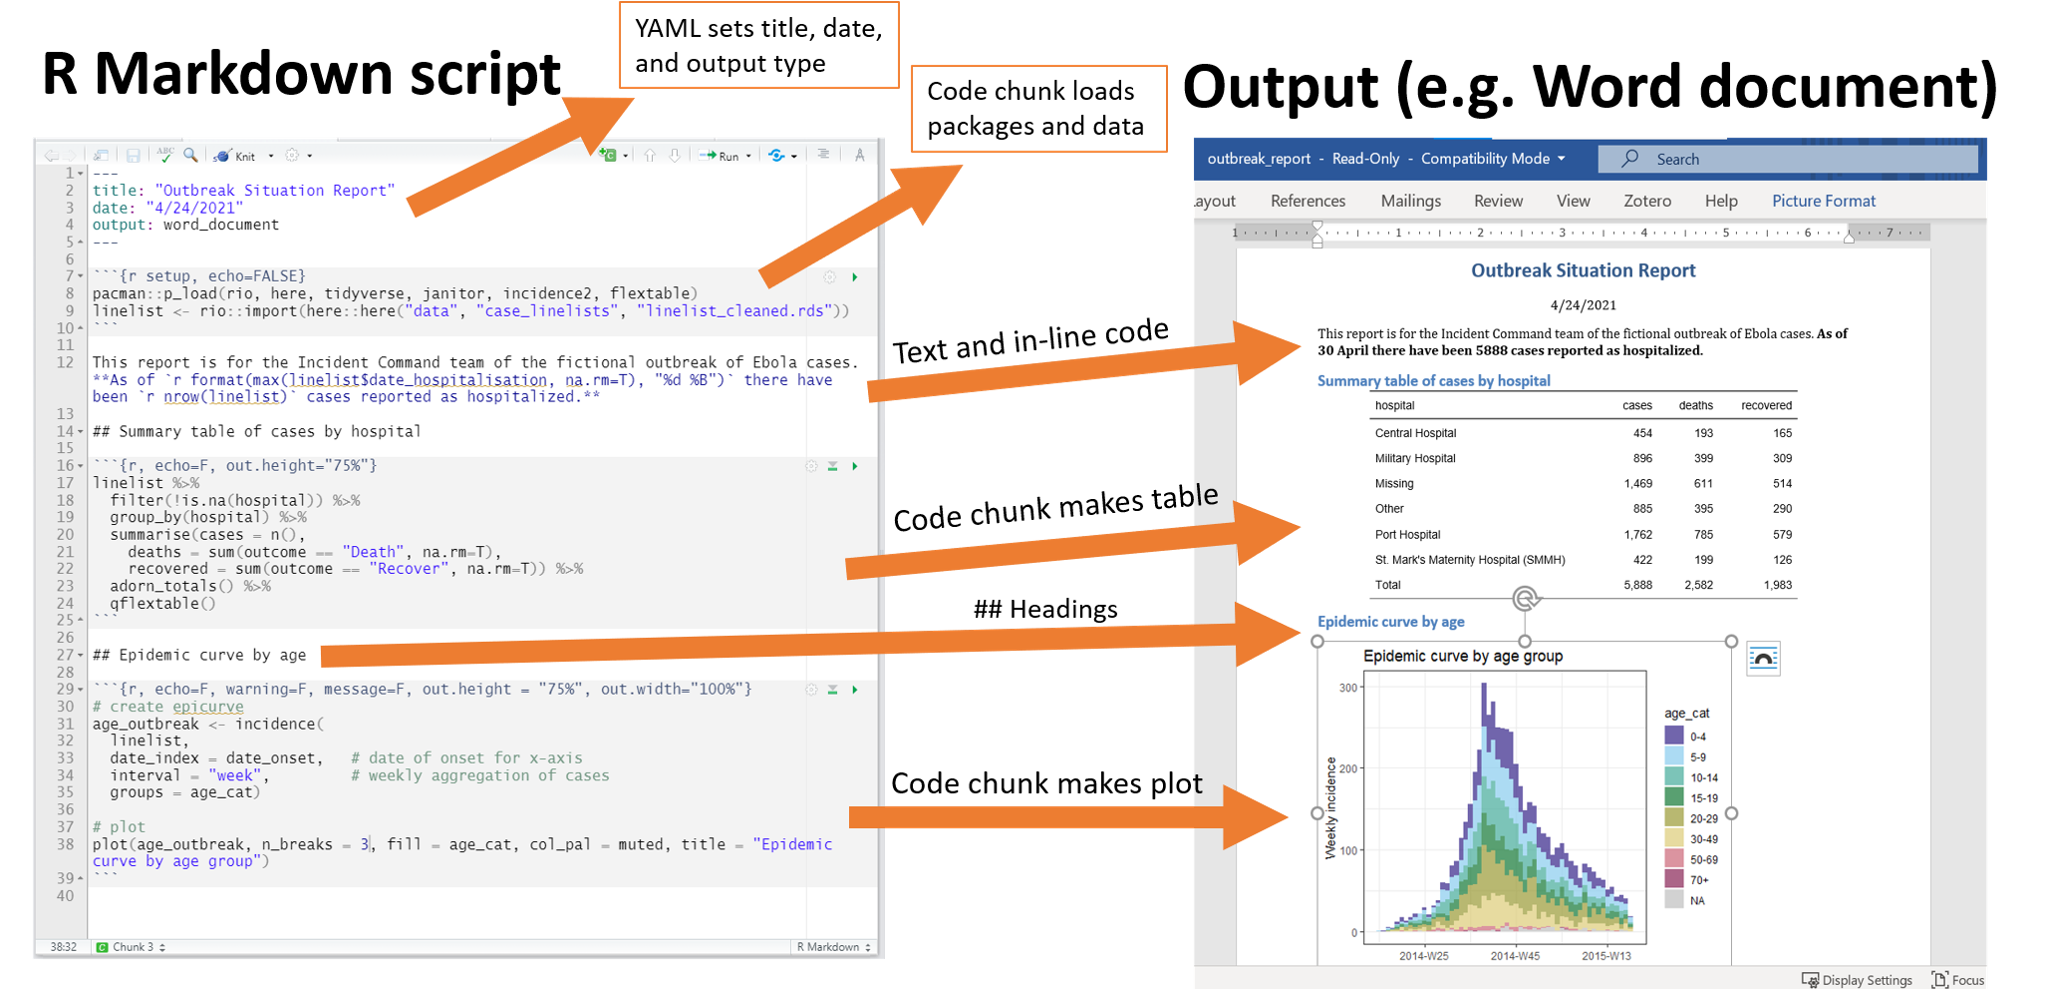 YAML sets title, date,
and output type
R Markdown script
Code chunk loads
packages and data
Output (e.g. Word document)
ABC
Knit
Run
1 ---
2 title: "Outbreak Situation Report"
3 date: "4/24/2021"
4 output: word_document
5 ---
6
7 ```{r setup, echo=FALSE}
8 pacman::p_load(rio, here, tidyverse, janitor, incidence2, flextable)
9 linelist <- rio::import(here::here("data", "case_linelists", "linelist_cleaned.rds"))
10 ```
11
12 This report is for the Incident Command team of the fictional outbreak of Ebola cases.
**As of `r format(max(linelist$date_hospitalisation, na.rm=T), "%d %B")` there have
been `r nrow(linelist)` cases reported as hospitalized.**
13
14 ## Summary table of cases by hospital
15
16 ```{r, echo=F, out.height="75%"}
17 linelist %>%
18 filter(!is.na(hospital)) %>%
19 group_by(hospital) %>%
20 summarise(cases = n(),
21 deaths = sum(outcome == "Death", na.rm=T),
22 recovered = sum(outcome == "Recover", na.rm=T)) %>%
23 adorn_totals() %>%
24 qflextable()
25 ```
26
27 ## Epidemic curve by age
28
29 ```{r, echo=F, warning=F, message=F, out.height = "75%", out.width="100%"}
30 # create epicurve
31 age_outbreak <- incidence(
32 linelist,
33 date_index = date_onset, # date of onset for x-axis
34 interval = "week", # weekly aggregation of cases
35 groups = age_cat)
36
37 # plot
38 plot(age_outbreak, n_breaks = 3, fill = age_cat, col_pal = muted, title = "Epidemic
curve by age group")
39 ```
40
38:32 C Chunk 3 R Markdown
Text and in-line code
Code chunk makes table
## Headings
Code chunk makes plot
outbreak_report - Read-Only - Compatibility Mode Search
ayout References Mailings Review View Zotero Help Picture Format
1 1 2 3 4 5 6 7
Outbreak Situation Report
4/24/2021
This report is for the Incident Command team of the fictional outbreak of Ebola cases. As of
30 April there have been 5888 cases reported as hospitalized.
Summary table of cases by hospital
hospital cases deaths recovered
Central Hospital 454 193 165
Military Hospital 896 399 309
Missing 1,469 611 514
Other 885 395 290
Port Hospital 1,762 785 579
St. Mark's Maternity Hospital (SMMH) 422 199 126
Total 5,888 2,582 1,983
Epidemic curve by age
Epidemic curve by age group
Weekly incidence
300
200
100
0
2014-W25 2014-W45 2015-W13
age_cat
0-4
5-9
10-14
15-19
20-29
30-49
50-69
70+
NA
Display Settings Focus